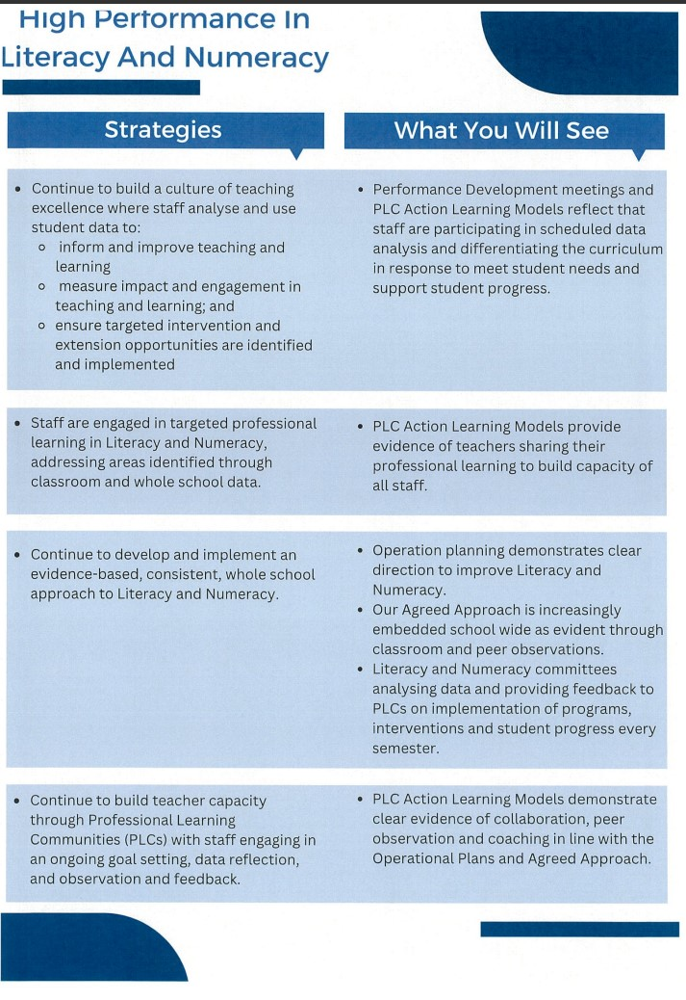 High Performance In
Literacy And Numeracy
Strategies
What You Will See
• Continue to build a culture of teaching
excellence where staff analyse and use
student data to:
◦ inform and improve teaching and
learning
◦ measure impact and engagement in
teaching and learning; and
◦ ensure targeted intervention and
extension opportunities are identified
and implemented
• Performance Development meetings and
PLC Action Learning Models reflect that
staff are participating in scheduled data
analysis and differentiating the curriculum
in response to meet student needs and
support student progress.
• Staff are engaged in targeted professional
learning in Literacy and Numeracy,
addressing areas identified through
classroom and whole school data.
• PLC Action Learning Models provide
evidence of teachers sharing their
professional learning to build capacity of
all staff.
• Continue to develop and implement an
evidence-based, consistent, whole school
approach to Literacy and Numeracy.
• Operation planning demonstrates clear
direction to improve Literacy and
Numeracy.
• Our Agreed Approach is increasingly
embedded school wide as evident through
classroom and peer observations.
• Literacy and Numeracy committees
analysing data and providing feedback to
PLCs on implementation of programs,
interventions and student progress every
semester.
• Continue to build teacher capacity
through Professional Learning
Communities (PLCs) with staff engaging in
an ongoing goal setting, data reflection,
and observation and feedback.
• PLC Action Learning Models demonstrate
clear evidence of collaboration, peer
observation and coaching in line with the
Operational Plans and Agreed Approach.